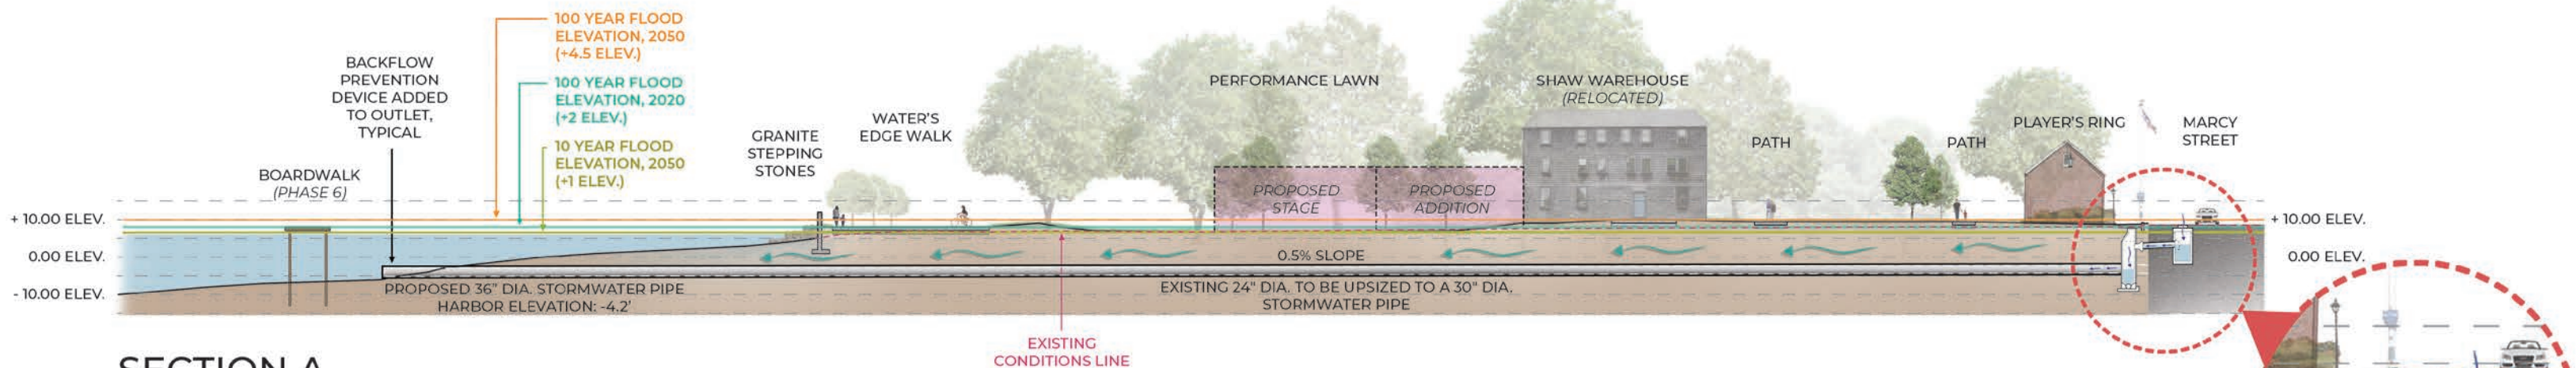 100 YEAR FLOOD
ELEVATION, 2050
(+4.5 ELEV.)
100 YEAR FLOOD
ELEVATION, 2020
(+2 ELEV.)
10 YEAR FLOOD
ELEVATION, 2050
(+1 ELEV.)
BACKFLOW
PREVENTION
DEVICE ADDED
TO OUTLET,
TYPICAL
BOARDWALK
(PHASE 6)
GRANITE
STEPPING
STONES
WATER'S
EDGE WALK
PERFORMANCE LAWN
PROPOSED
STAGE
PROPOSED
ADDITION
SHAW WAREHOUSE
(RELOCATED)
PATH
PATH
PLAYER'S RING
MARCY
STREET
+ 10.00 ELEV.
0.00 ELEV.
- 10.00 ELEV.
+ 10.00 ELEV.
0.00 ELEV.
0.5% SLOPE
PROPOSED 36" DIA. STORMWATER PIPE
HARBOR ELEVATION: -4.2'
EXISTING 24" DIA. TO BE UPSIZED TO A 30" DIA.
STORMWATER PIPE
EXISTING
CONDITIONS LINE
SECTION A